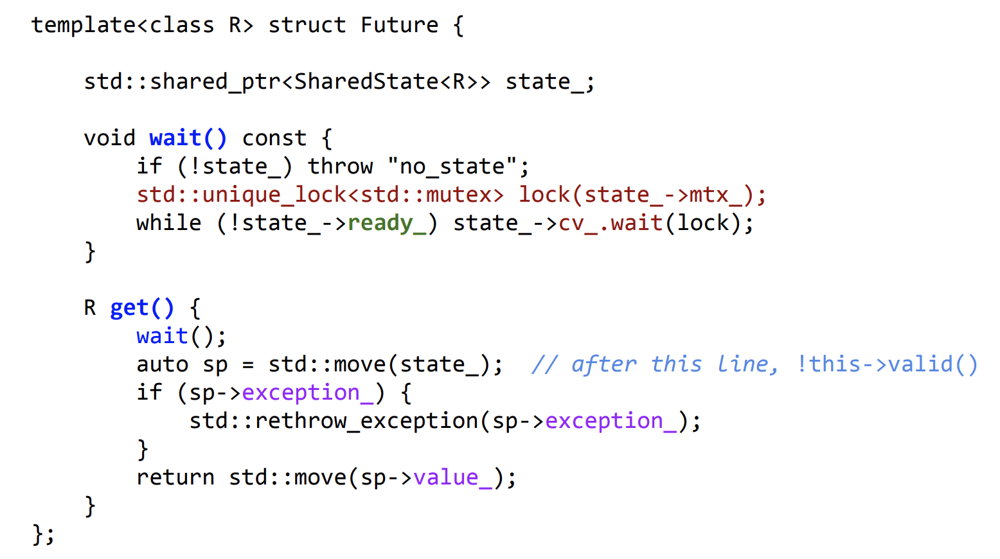 template<class R> struct Future {
std::shared_ptr<SharedState<R>> state_;
void wait() const {
if (!state_) throw "no_state";
std::unique_lock<std::mutex> lock(state_->mtx_);
while (!state_->ready_) state_->cv_.wait(lock);
}
R get() {
wait();
auto sp = std::move(state_);  // after this line, !this->valid()
if (sp->exception_) {
std::rethrow_exception(sp->exception_);
}
return std::move(sp->value_);
}
};